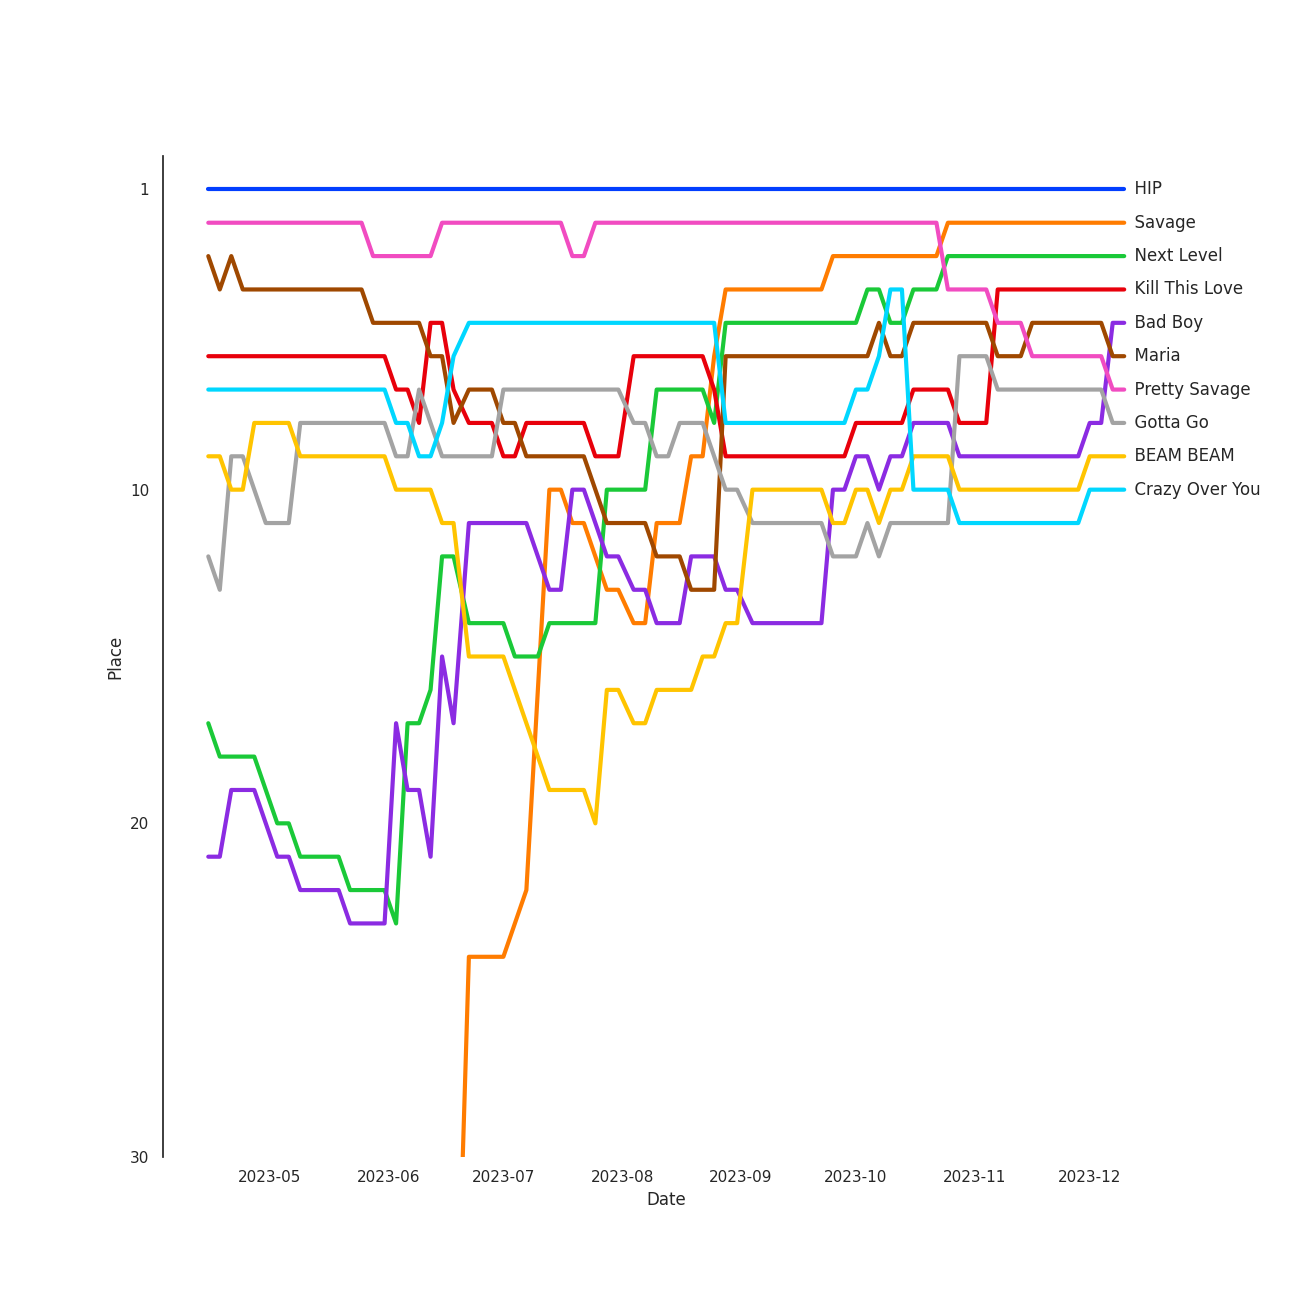 1
10
20
30
Place
HIP
Savage
Next Level
Kill This Love
Bad Boy
Maria
Pretty Savage
Gotta Go
BEAM BEAM
Crazy Over You
2023-05 2023-06 2023-07 2023-08 2023-09 2023-10 2023-11 2023-12
Date